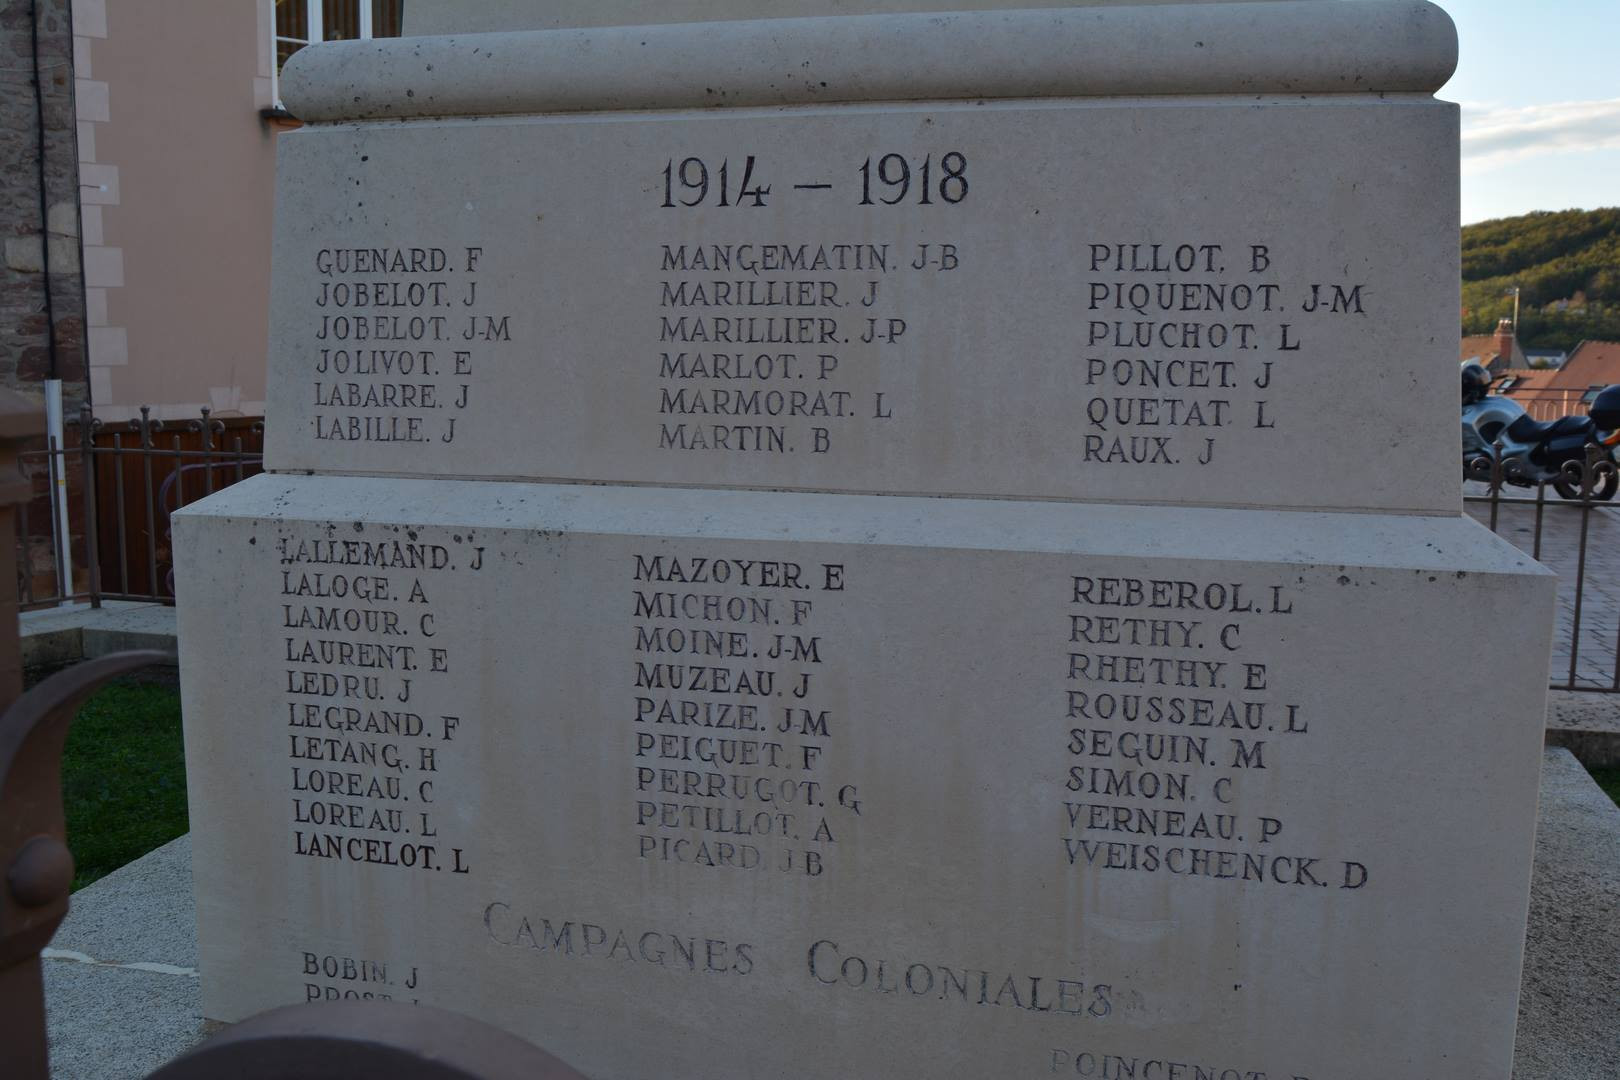 1914 – 1918
GUENARD. F
JOBELOT. J
JOBELOT. J-M
JOLIVOT. E
LABARRE. J
LABILLE. J
MANGEMATIN. J-B
MARILLIER. J
MARILLIER. J-P
MARLOT. P
MARMORAT. L
MARTIN. B
PILLOT. B
PIQUENOT. J-M
PLUCHOT. L
PONCET. J
QUETAT. L
RAUX. J
LALLEMAND. J
LALOGE. A
LAMOUR. C
LAURENT. E
LEDRU. J
LEGRAND. F
LETANG. H
LOREAU. C
LOREAU. L
LANCELOT. L
MAZOYER. E
MICHON. F
MOINE. J-M
MUZEAU. J
PARIZE. J-M
PEIGUET. F
PERRUGOT. G
PETILLOT. A
PICARD. J B
REBEROL. L
RETHY. C
RHETHY. E
ROUSSEAU. L
SEGUIN. M
SIMON. C
VERNEAU. P
WEISCHENCK. D
CAMPAGNES COLONIALES
BOBIN. J
PROST.
POINCENOT.